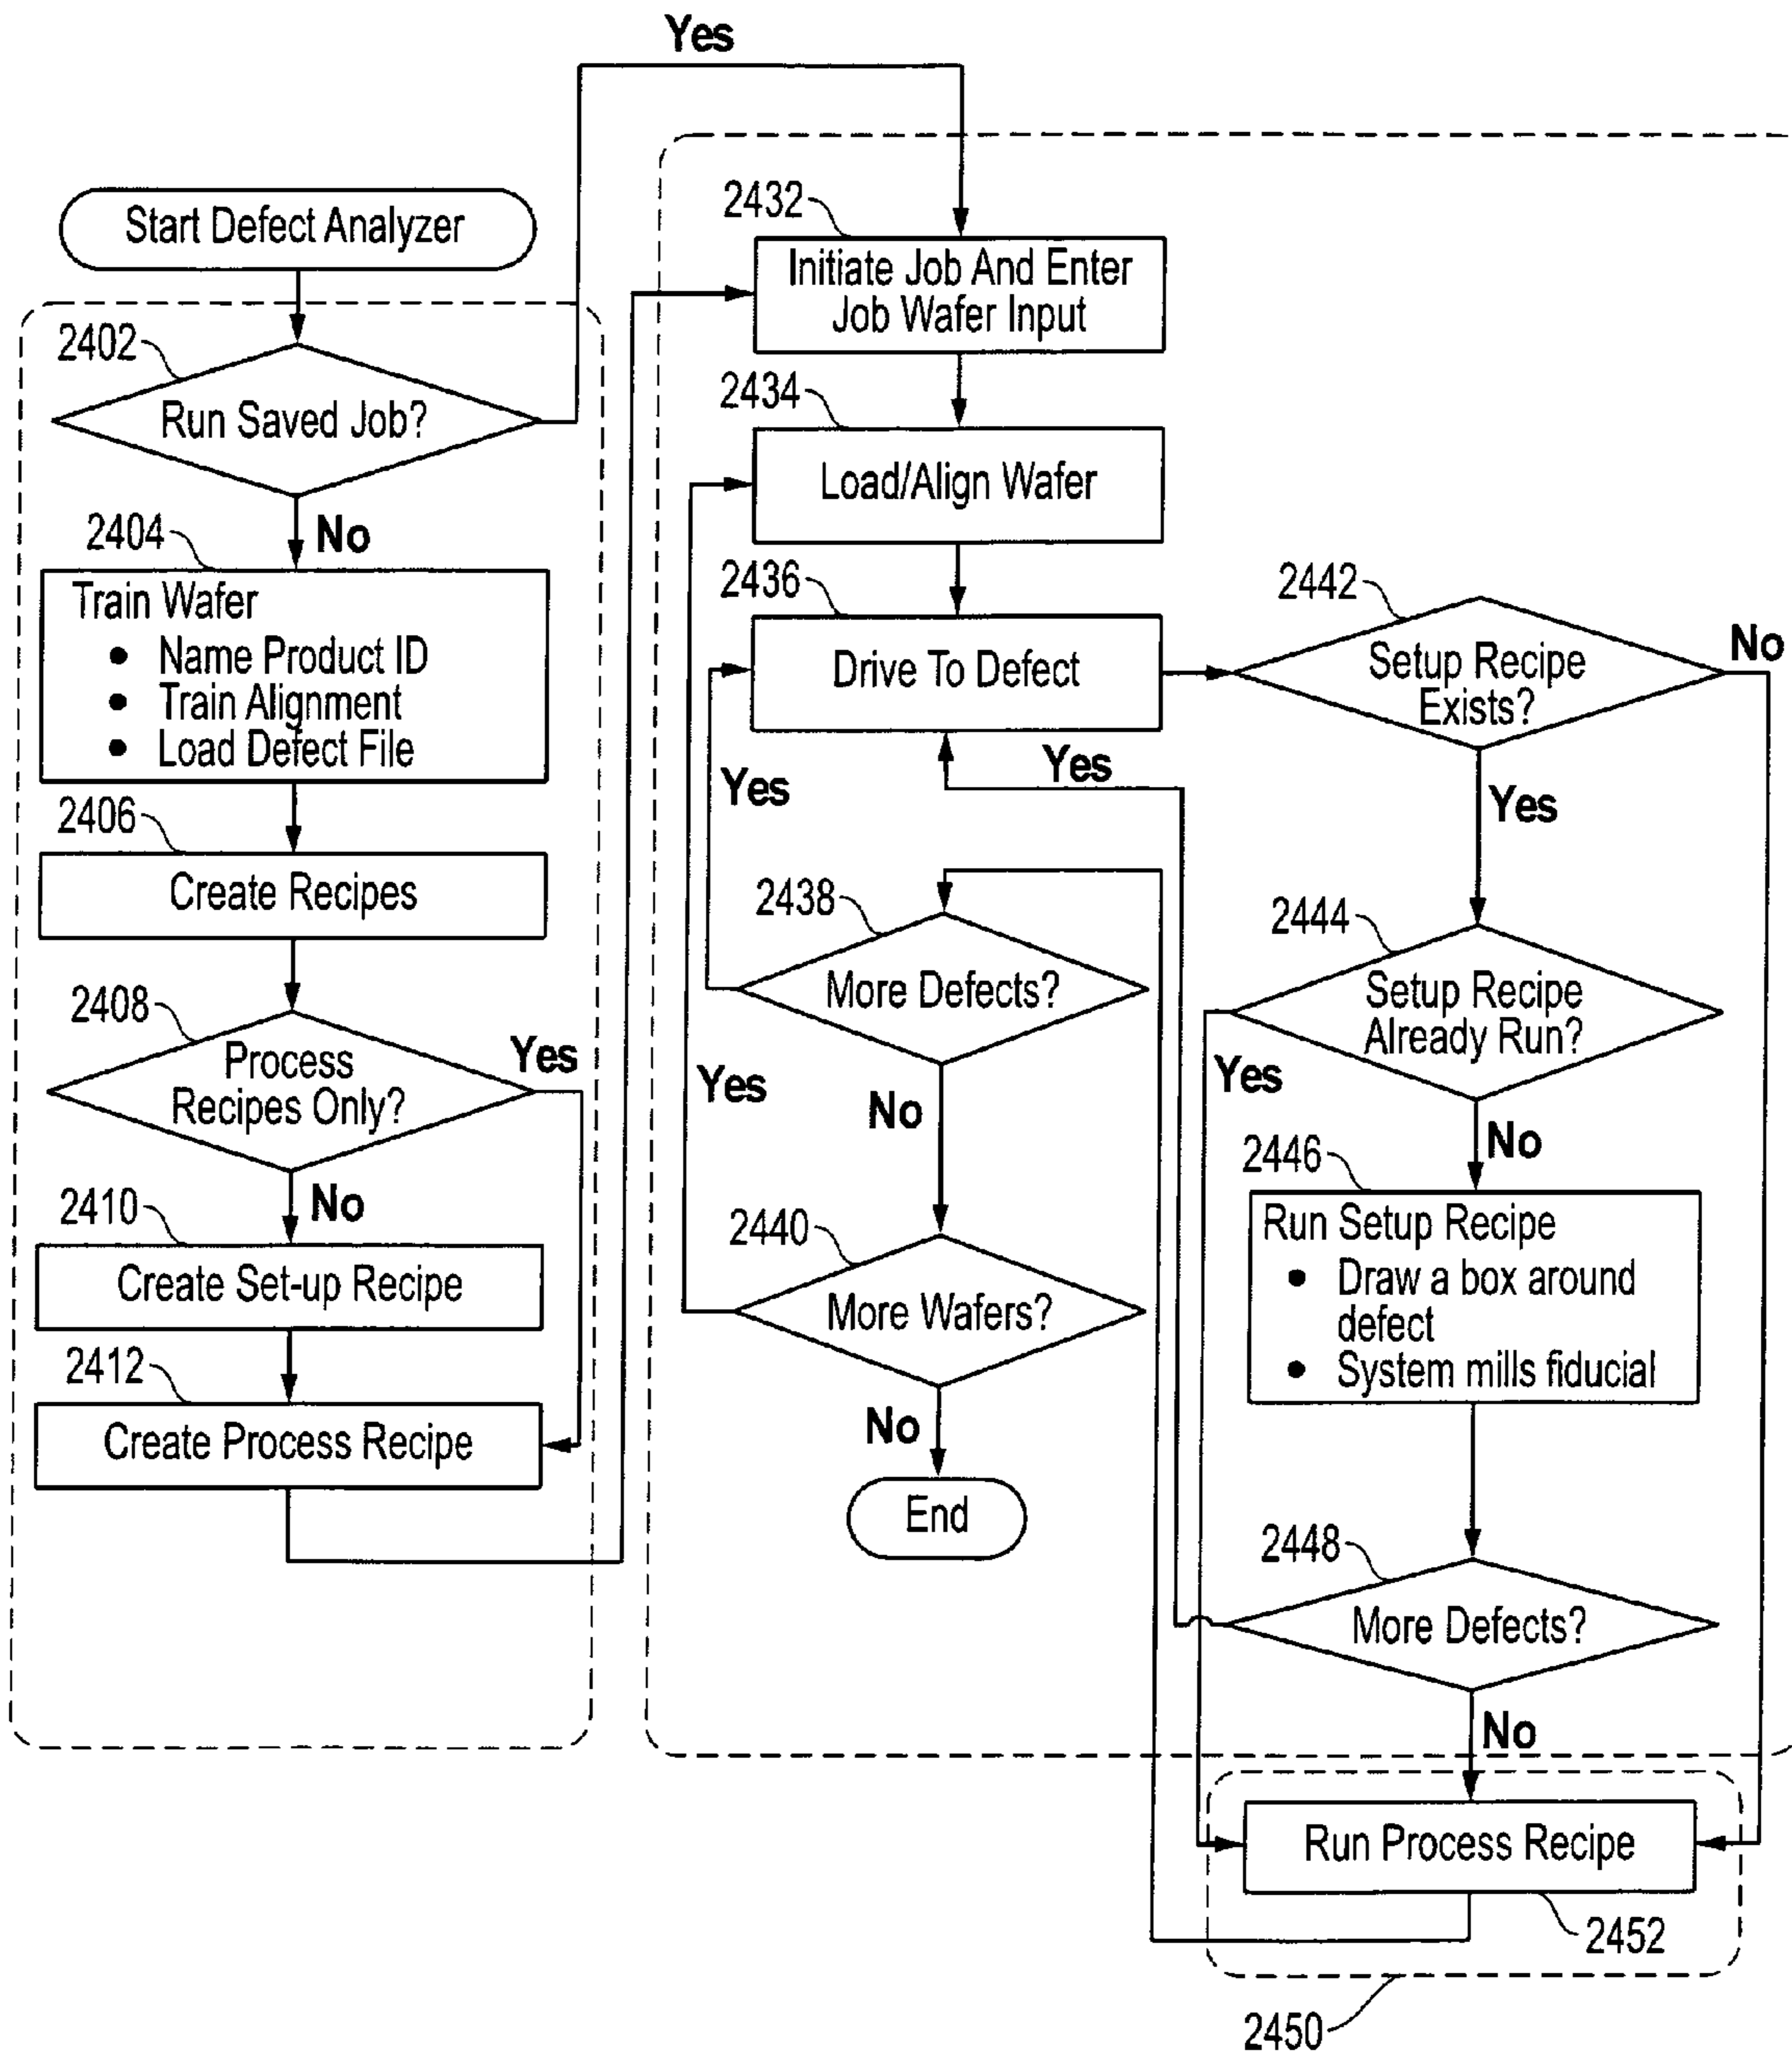 Yes
Start Defect Analyzer
2402
Run Saved Job?
No
2404
Train Wafer
• Name Product ID
• Train Alignment
• Load Defect File
2406
Create Recipes
2408
Process
Recipes Only?
Yes
No
2410
Create Set-up Recipe
2412
Create Process Recipe
2432
Initiate Job And Enter
Job Wafer Input
2434
Load/Align Wafer
2436
Drive To Defect
Yes
Yes
2438
More Defects?
Yes
No
2440
More Wafers?
No
End
2442
Setup Recipe
Exists?
No
Yes
2444
Setup Recipe
Already Run?
Yes
No
2446
Run Setup Recipe
• Draw a box around
defect
• System mills fiducial
2448
More Defects?
No
Run Process Recipe
2452
2450